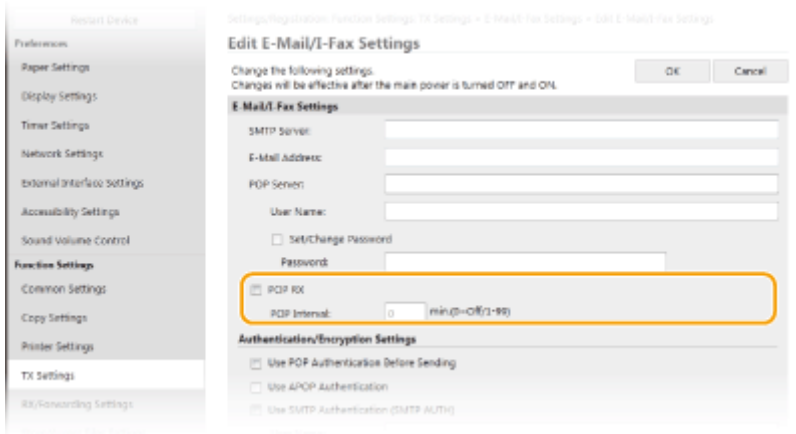 Restart Device
Settings/Registration: Function Settings: TX Settings > E-Mail/I-Fax Settings > Edit E-Mail/I-Fax Settings
Preferences
Paper Settings
Display Settings
Timer Settings
Network Settings
External Interface Settings
Accessibility Settings
Sound Volume Control
Function Settings
Common Settings
Copy Settings
Printer Settings
TX Settings
RX/Forwarding Settings
Edit E-Mail/I-Fax Settings
Change the following settings.
Changes will be effective after the main power is turned OFF and ON.
OK
Cancel
E-Mail/I-Fax Settings
SMTP Server:
E-Mail Address:
POP Server:
User Name:
Set/Change Password
Password:
POP RX
POP Interval:
0
min.(0=Off/1-99)
Authentication/Encryption Settings
Use POP Authentication Before Sending
Use APOP Authentication
Use SMTP Authentication (SMTP AUTH)